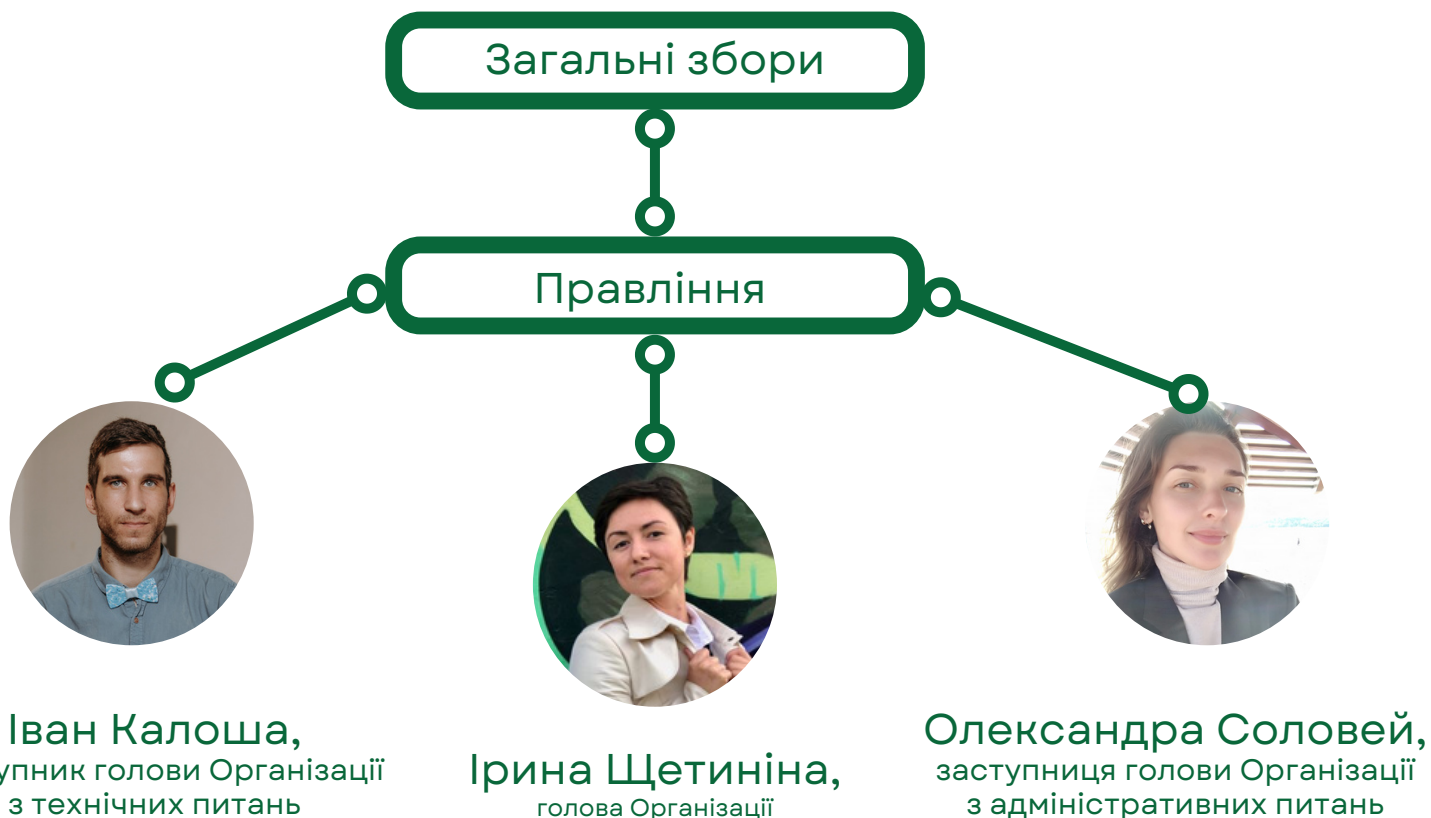 Загальні збори
Правління
Іван Калоша,
упник голови Організації
з технічних питань
Ірина Щетиніна,
голова Організації
Олександра Соловей,
заступниця голови Організації
з адміністративних питань